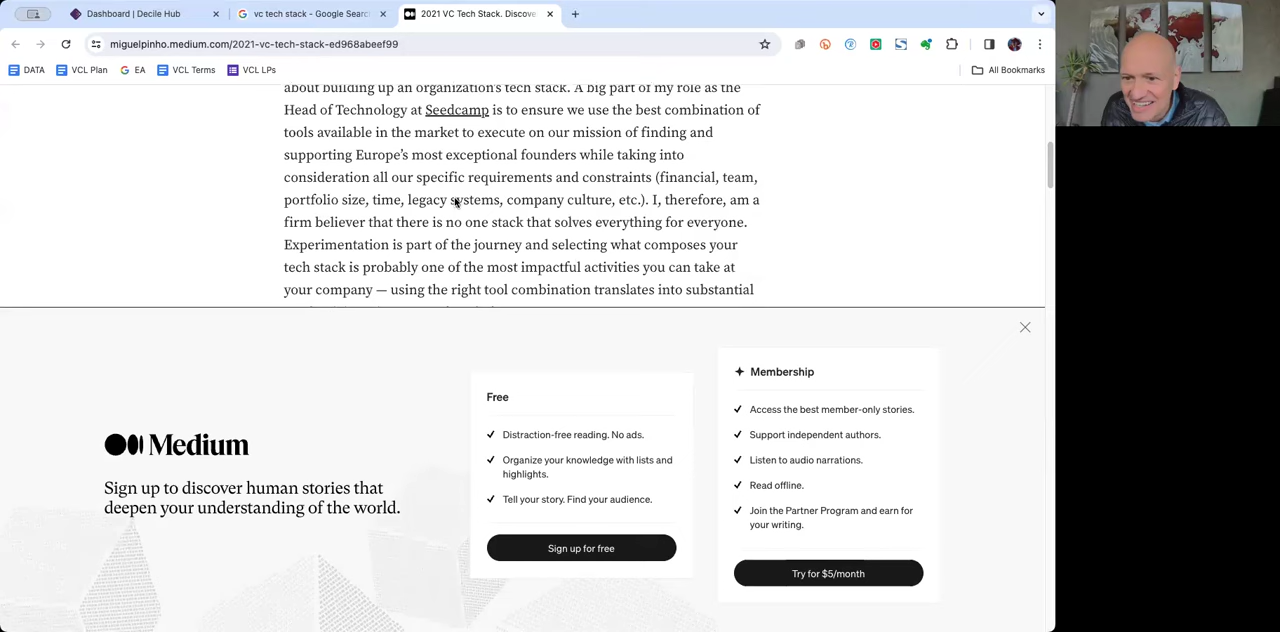 Dashboard | Decile Hub
vc tech stack - Google Searc
2021 VC Tech Stack. Discove
miguelpinho.medium.com/2021-vc-tech-stack-ed968abeef99
DATA
VCL Plan
EA
VCL Terms
VCL LPs
All Bookmarks
about building up an organization's tech stack. A big part of my role as the
Head of Technology at Seedcamp is to ensure we use the best combination of
tools available in the market to execute on our mission of finding and
supporting Europe's most exceptional founders while taking into
consideration all our specific requirements and constraints (financial, team,
portfolio size, time, legacy systems, company culture, etc.). I, therefore, am a
firm believer that there is no one stack that solves everything for everyone.
Experimentation is part of the journey and selecting what composes your
tech stack is probably one of the most impactful activities you can take at
your company — using the right tool combination translates into substantial
Medium
Sign up to discover human stories that
deepen your understanding of the world.
Free
Distraction-free reading. No ads.
Organize your knowledge with lists and
highlights.
Tell your story. Find your audience.
Sign up for free
Membership
Access the best member-only stories.
Support independent authors.
Listen to audio narrations.
Read offline.
Join the Partner Program and earn for
your writing.
Try for $5/month